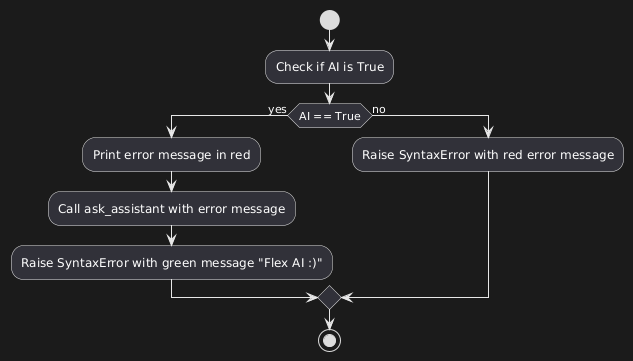 Check if AI is True
yes
AI == True
no
Print error message in red
Raise SyntaxError with red error message
Call ask_assistant with error message
Raise SyntaxError with green message "Flex AI :)"